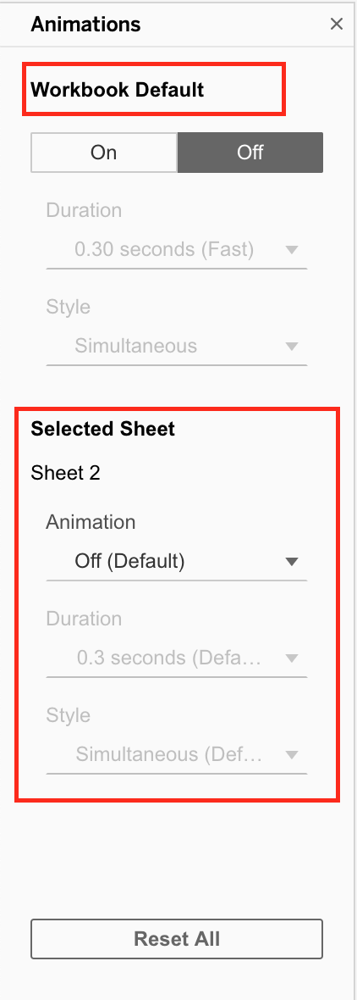 Animations
Workbook Default
On Off
Duration
0.30 seconds (Fast)
Style
Simultaneous
Selected Sheet
Sheet 2
Animation
Off (Default)
Duration
0.3 seconds (Defa…
Style
Simultaneous (Def…
Reset All